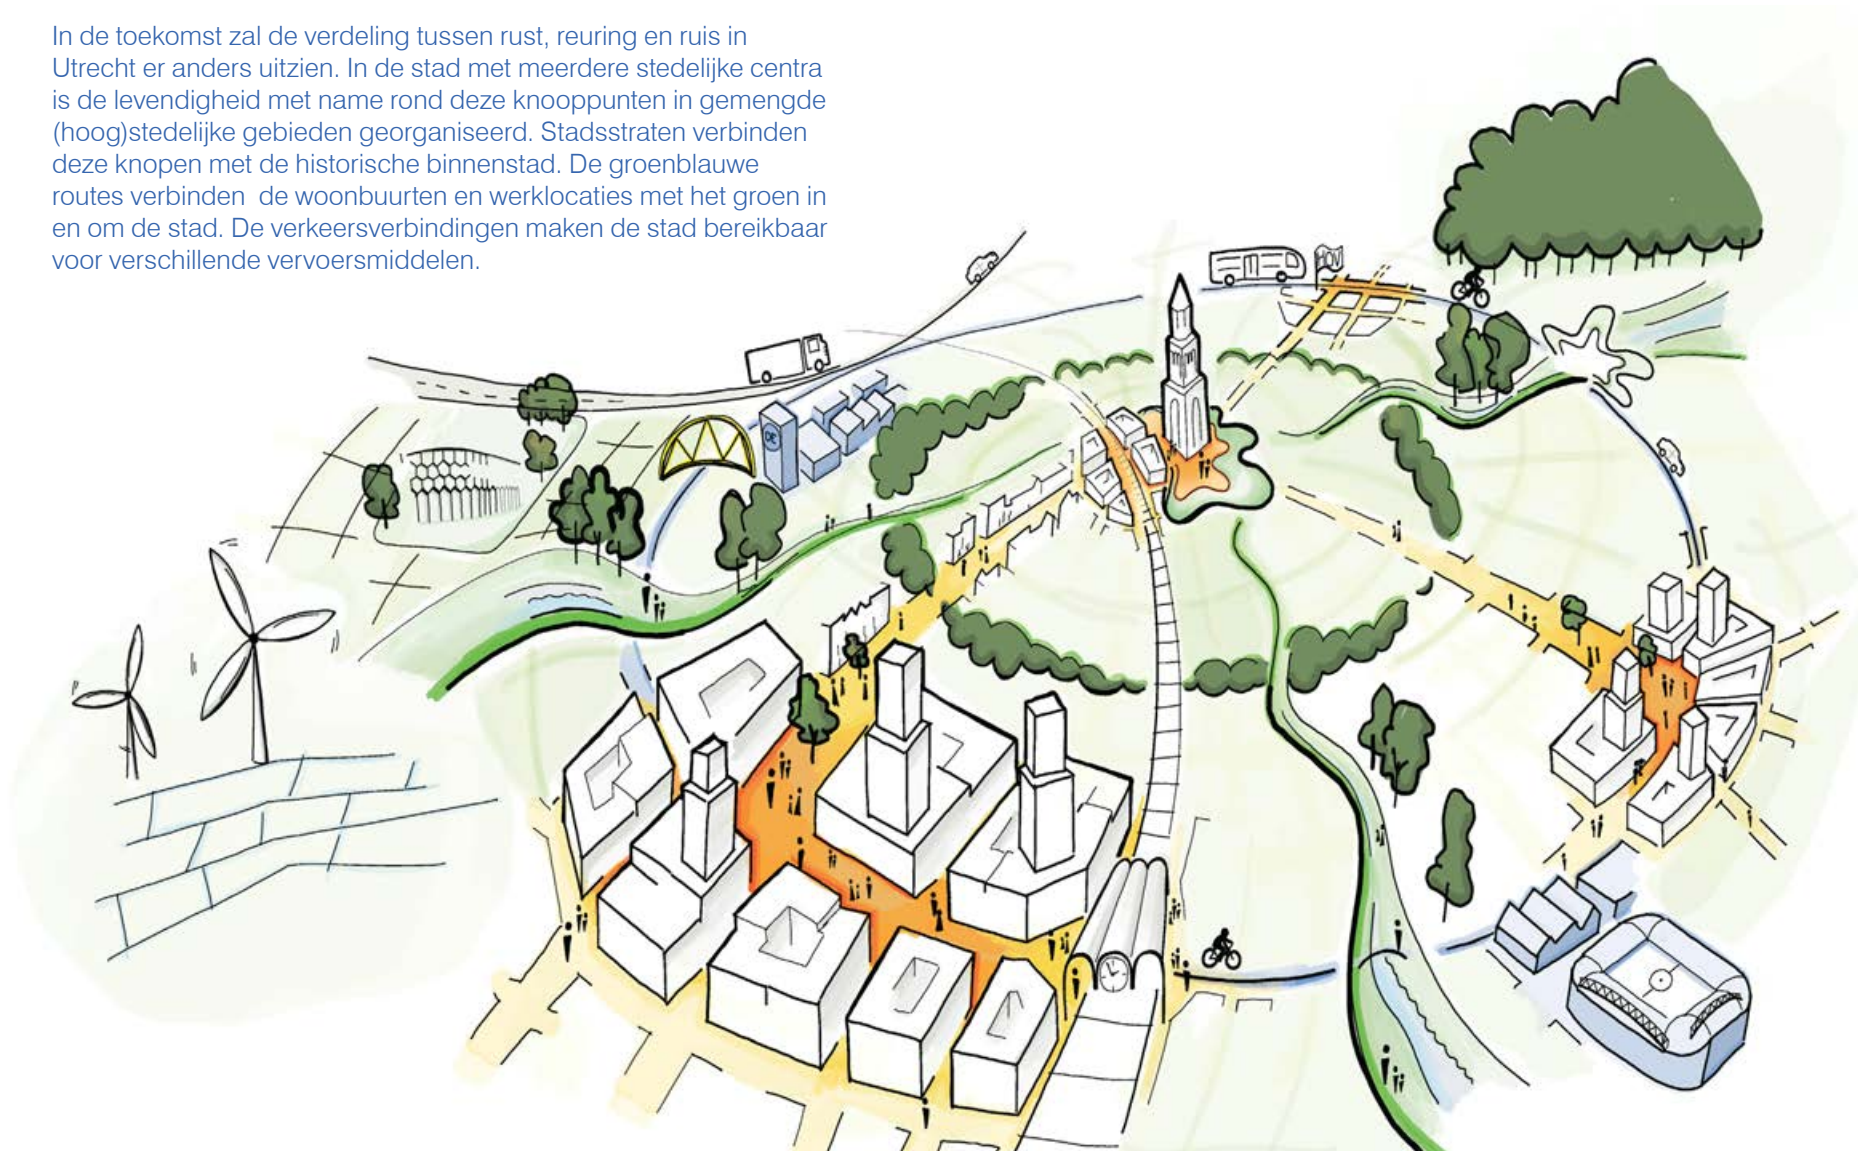 In de toekomst zal de verdeling tussen rust, reuring en ruis in
Utrecht er anders uitzien. In de stad met meerdere stedelijke centra
is de levendigheid met name rond deze knooppunten in gemengde
(hoog)stedelijke gebieden georganiseerd. Stadsstraten verbinden
deze knopen met de historische binnenstad. De groenblauwe
routes verbinden  de woonbuurten en werklocaties met het groen in
en om de stad. De verkeersverbindingen maken de stad bereikbaar
voor verschillende vervoersmiddelen.
HOV
DE